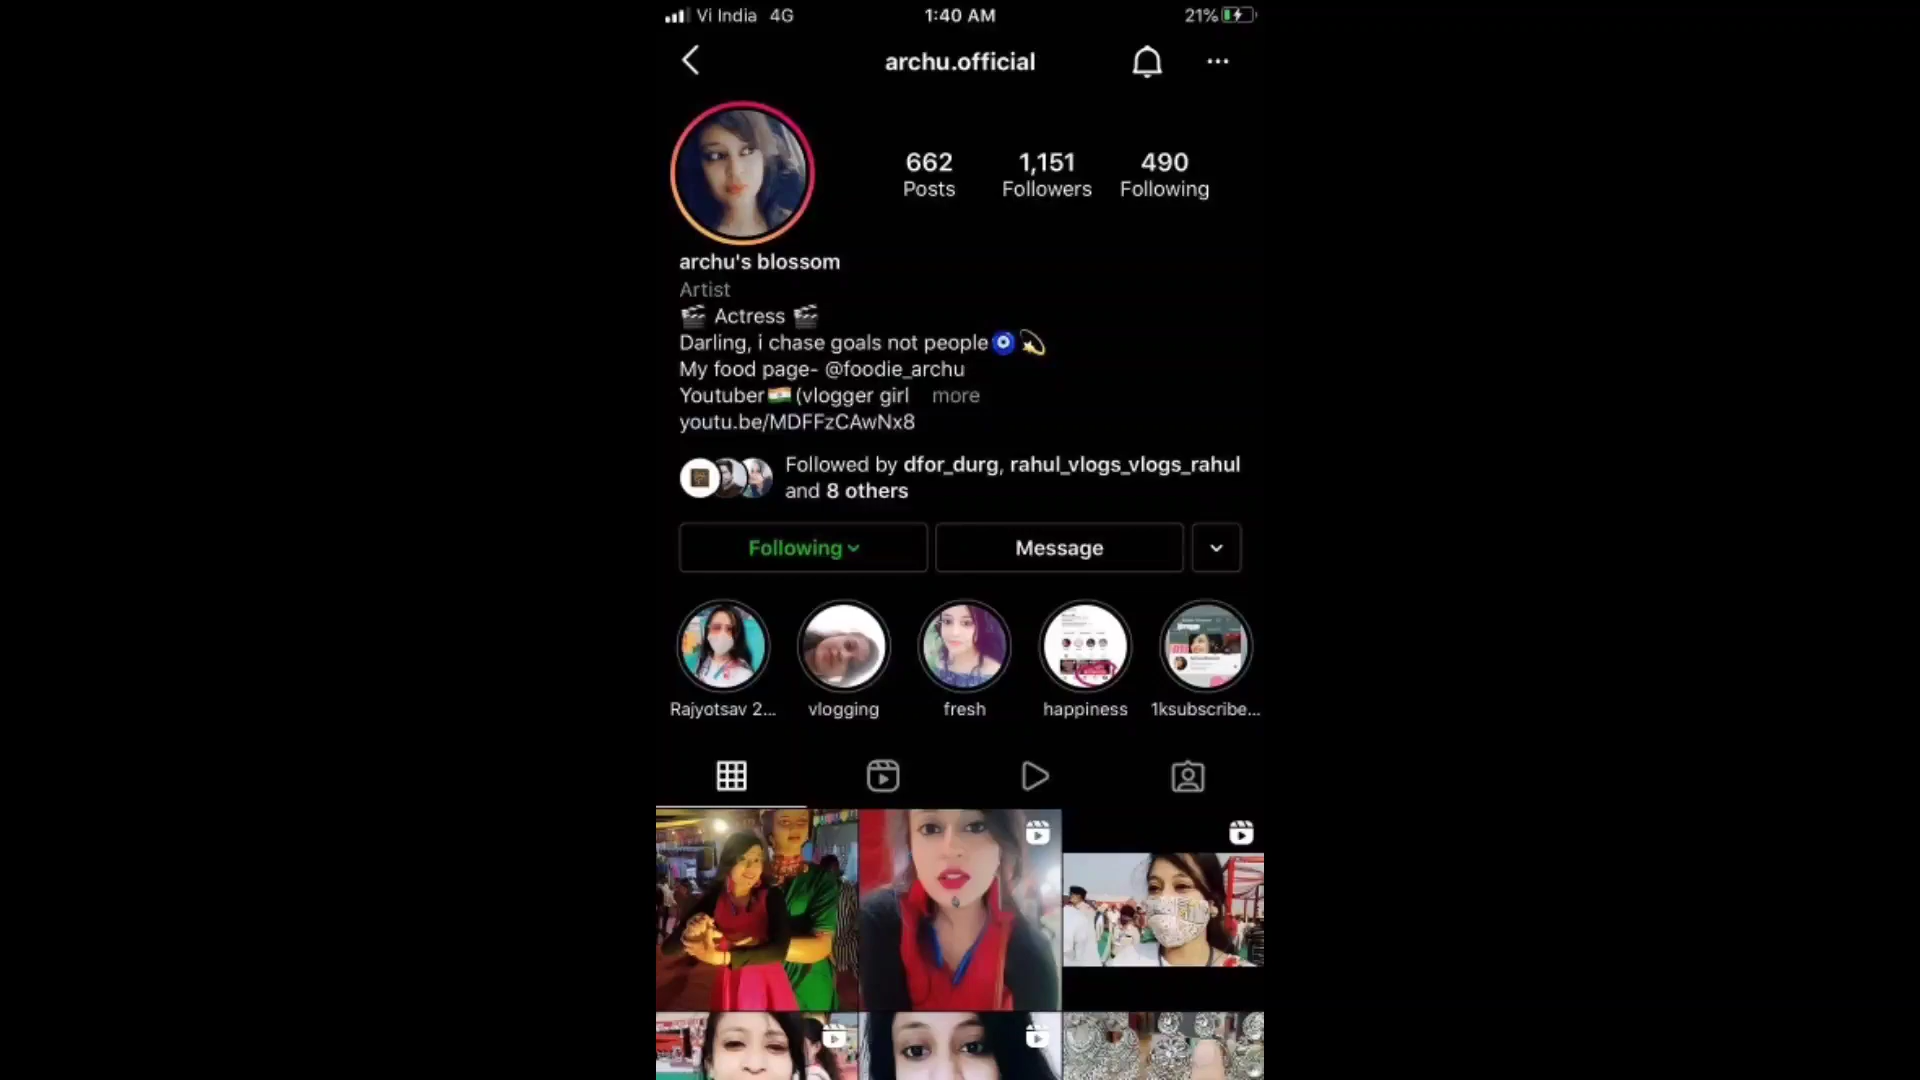 Vi India 4G 1:40 AM 21%
archu.official
662 1,151 490
Posts Followers Following
archu's blossom
Artist
🎬 Actress 🎬
Darling, i chase goals not people🧿💫
My food page- @foodie_archu
Youtuber🇮🇳(vlogger girl more
youtu.be/MDFFzCAwNx8
Followed by dfor_durg, rahul_vlogs_vlogs_rahul
and 8 others
Following Message
Rajyotsav 2... vlogging fresh happiness 1ksubscribe...